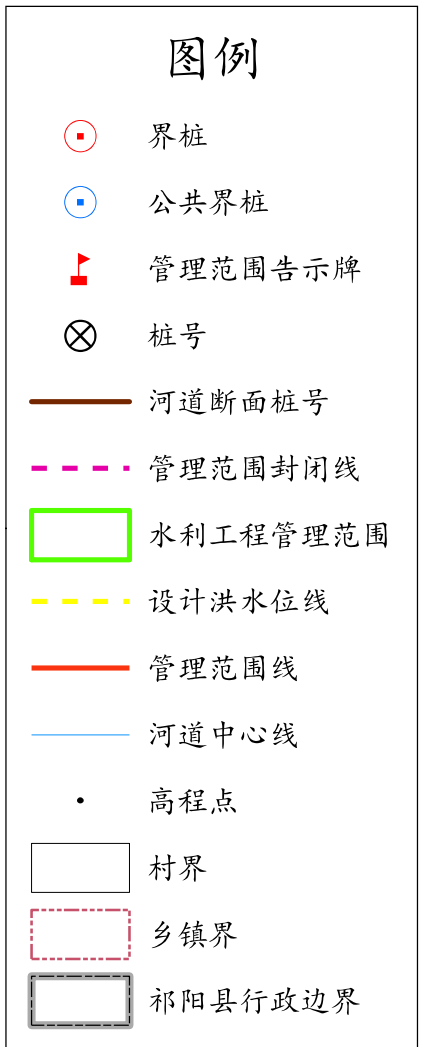 图例
界桩
公共界桩
管理范围告示牌
桩号
河道断面桩号
管理范围封闭线
水利工程管理范围
设计洪水位线
管理范围线
河道中心线
高程点
村界
乡镇界
祁阳县行政边界